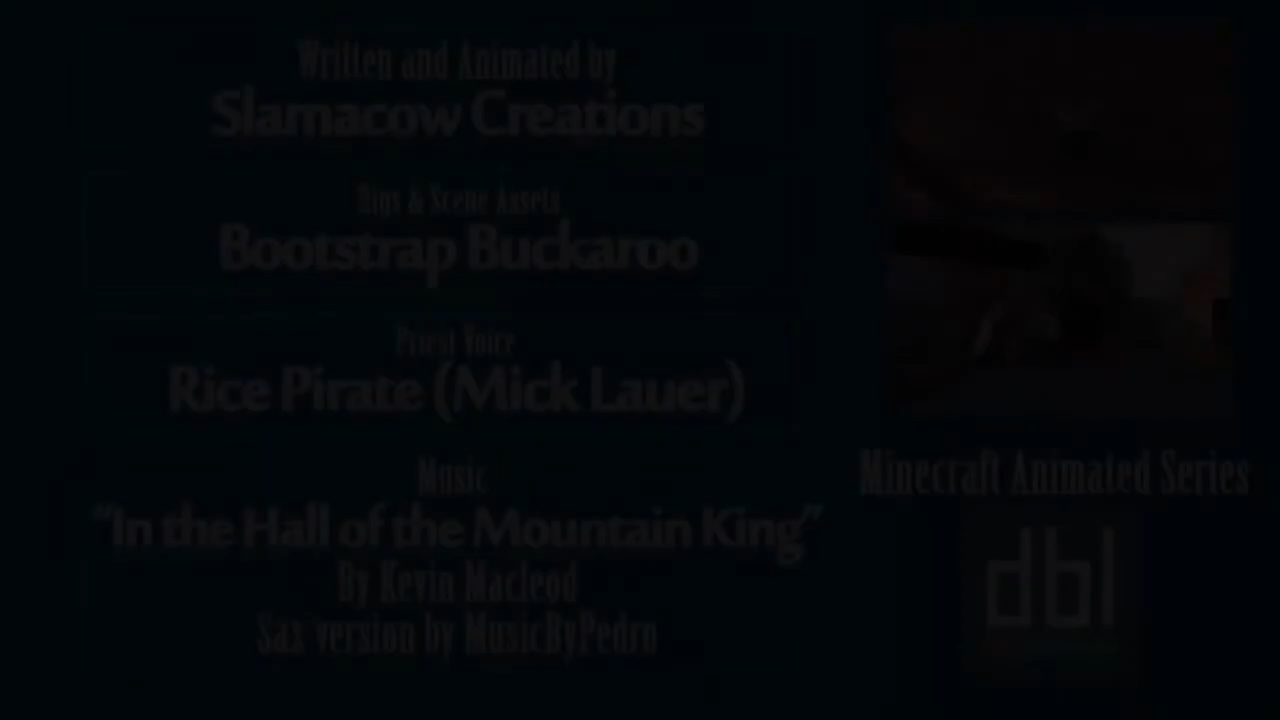 Written and Animated by
Slamacow Creations
Rigs & Scene Assets
Bootstrap Buckaroo
Priest Voice
Rice Pirate (Mick Lauer)
Music
“In the Hall of the Mountain King”
By Kevin Macleod
Sax version by MusicByPedro
Minecraft Animated Series
dbl